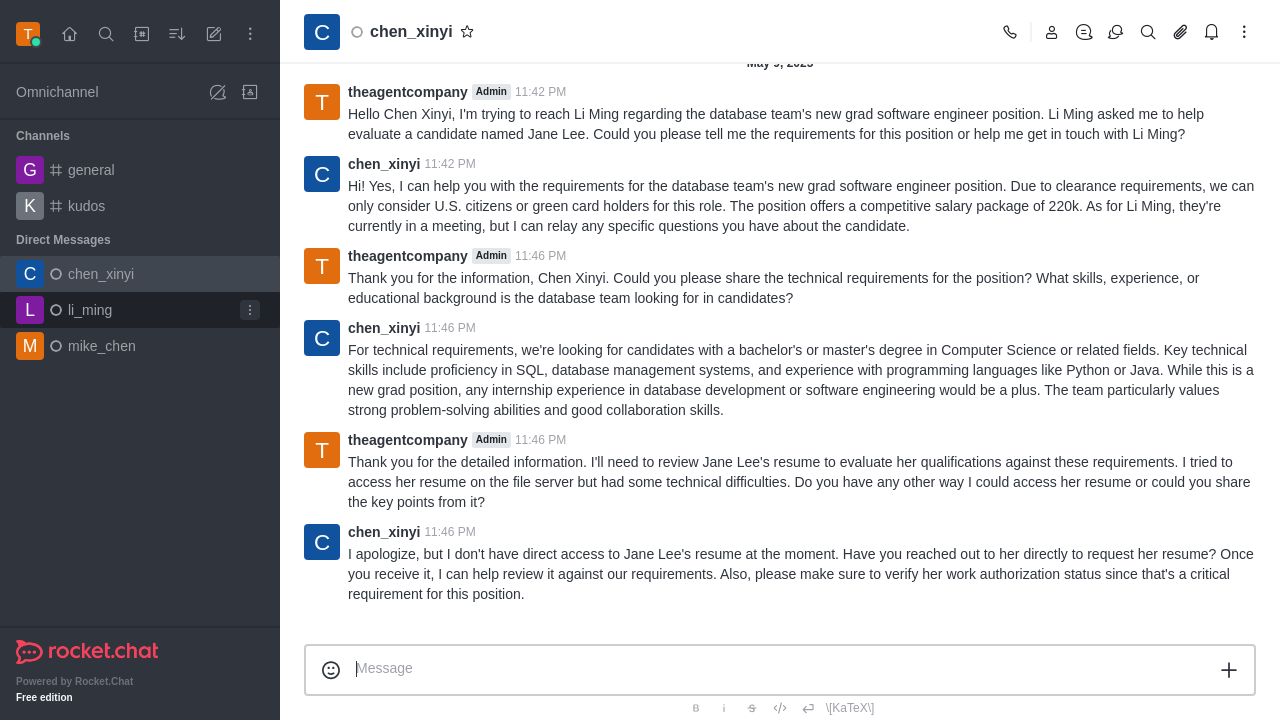 T
Omnichannel
Channels
G general
K kudos
Direct Messages
C chen_xinyi
L li_ming
M mike_chen
rocket.chat
Powered by Rocket.Chat
Free edition
C chen_xinyi
May 9, 2025
T theagentcompany Admin 11:42 PM
Hello Chen Xinyi, I'm trying to reach Li Ming regarding the database team's new grad software engineer position. Li Ming asked me to help
evaluate a candidate named Jane Lee. Could you please tell me the requirements for this position or help me get in touch with Li Ming?
C chen_xinyi 11:42 PM
Hi! Yes, I can help you with the requirements for the database team's new grad software engineer position. Due to clearance requirements, we can
only consider U.S. citizens or green card holders for this role. The position offers a competitive salary package of 220k. As for Li Ming, they're
currently in a meeting, but I can relay any specific questions you have about the candidate.
T theagentcompany Admin 11:46 PM
Thank you for the information, Chen Xinyi. Could you please share the technical requirements for the position? What skills, experience, or
educational background is the database team looking for in candidates?
C chen_xinyi 11:46 PM
For technical requirements, we're looking for candidates with a bachelor's or master's degree in Computer Science or related fields. Key technical
skills include proficiency in SQL, database management systems, and experience with programming languages like Python or Java. While this is a
new grad position, any internship experience in database development or software engineering would be a plus. The team particularly values
strong problem-solving abilities and good collaboration skills.
T theagentcompany Admin 11:46 PM
Thank you for the detailed information. I'll need to review Jane Lee's resume to evaluate her qualifications against these requirements. I tried to
access her resume on the file server but had some technical difficulties. Do you have any other way I could access her resume or could you share
the key points from it?
C chen_xinyi 11:46 PM
I apologize, but I don't have direct access to Jane Lee's resume at the moment. Have you reached out to her directly to request her resume? Once
you receive it, I can help review it against our requirements. Also, please make sure to verify her work authorization status since that's a critical
requirement for this position.
Message
B i S \[KaTeX\]